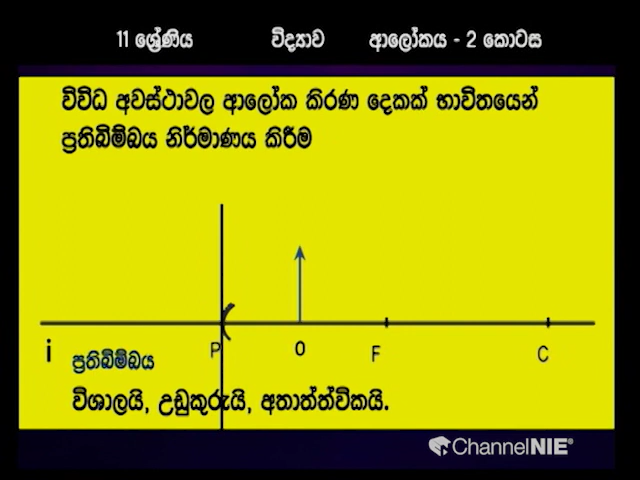 11 ශ්‍රේණිය විද්‍යාව ආලෝකය - 2 කොටස
විවිධ අවස්ථාවල ආලෝක කිරණ දෙකක් භාවිතයෙන්
ප්‍රතිබිම්බය නිර්මාණය කිරීම
P O F C
i ප්‍රතිබිම්බය
විශාලයි, උඩුකුරුයි, අතාත්ත්විකයි.
ChannelNIE®